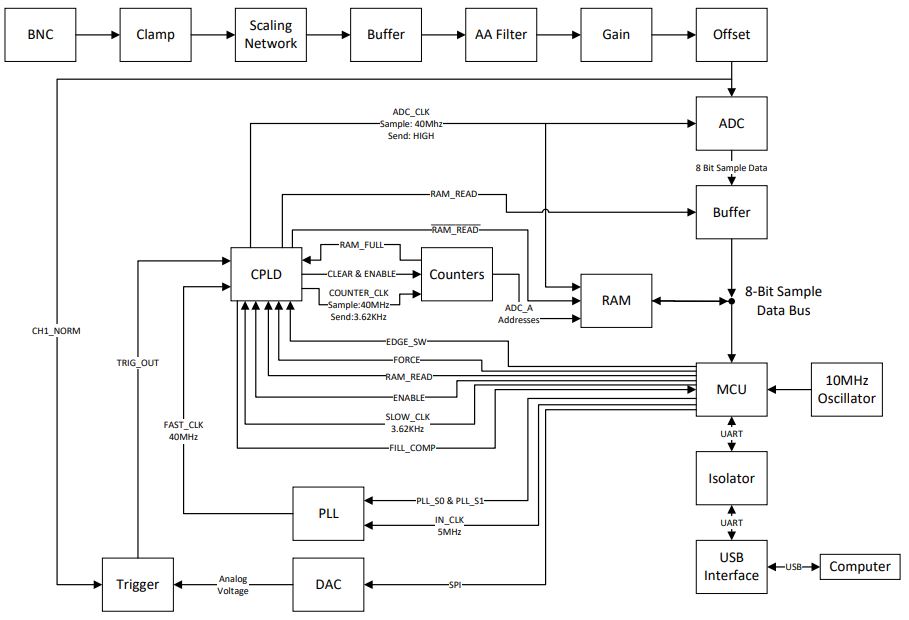 BNC
Clamp
Scaling
Network
Buffer
AA Filter
Gain
Offset
ADC_CLK
Sample: 40Mhz
Send: HIGH
ADC
8 Bit Sample Data
RAM_READ
Buffer
RAM_READ
RAM_FULL
CPLD
CLEAR & ENABLE
Counters
COUNTER_CLK
Sample:40MHz
Send:3.62KHz
ADC_A
Addresses
RAM
8-Bit Sample
Data Bus
CH1_NORM
TRIG_OUT
EDGE_SW
FORCE
RAM_READ
ENABLE
SLOW_CLK
3.62KHz
FILL_COMP
MCU
10MHz
Oscillator
FAST_CLK
40MHz
UART
Isolator
PLL
PLL_S0 & PLL_S1
IN_CLK
5MHz
UART
USB
Interface
USB
Computer
Trigger
Analog
Voltage
DAC
SPI